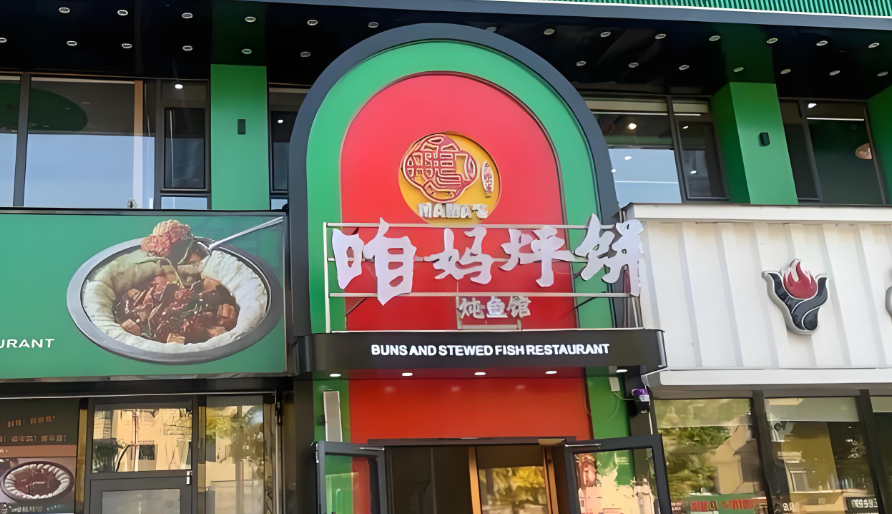 MAMA'S
咱妈烀饼
炖鱼馆
BUNS AND STEWED FISH RESTAURANT
URANT